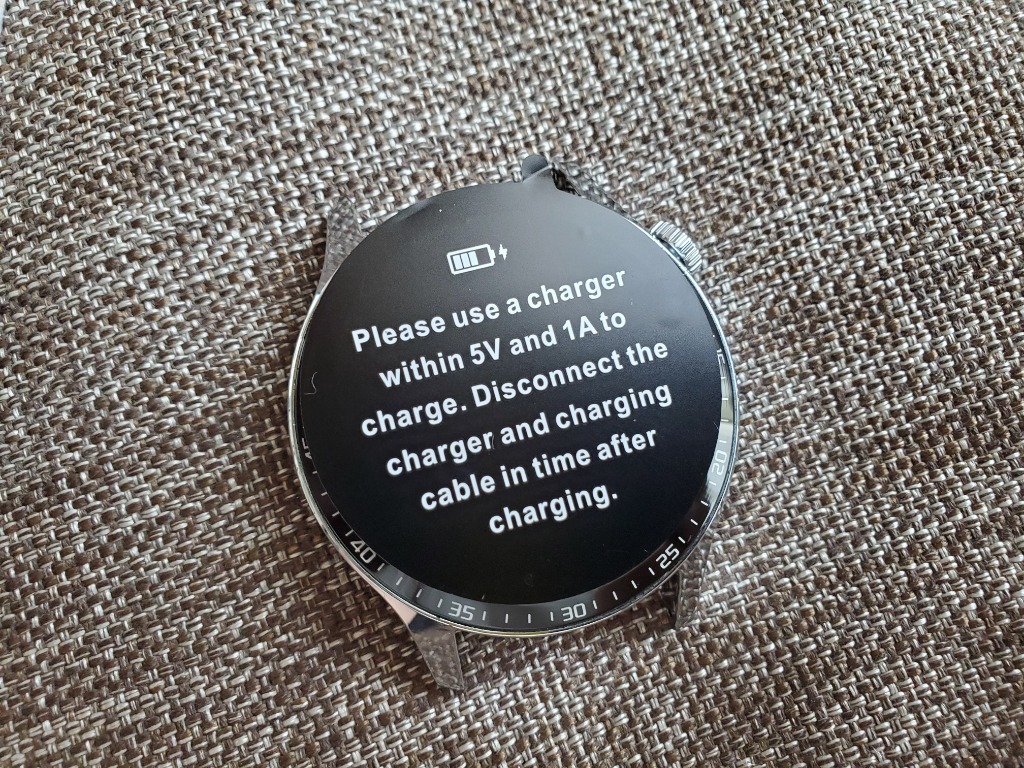 Please use a charger
within 5V and 1A to
charge. Disconnect the
charger and charging
cable in time after
charging.
20
25
30
35
40